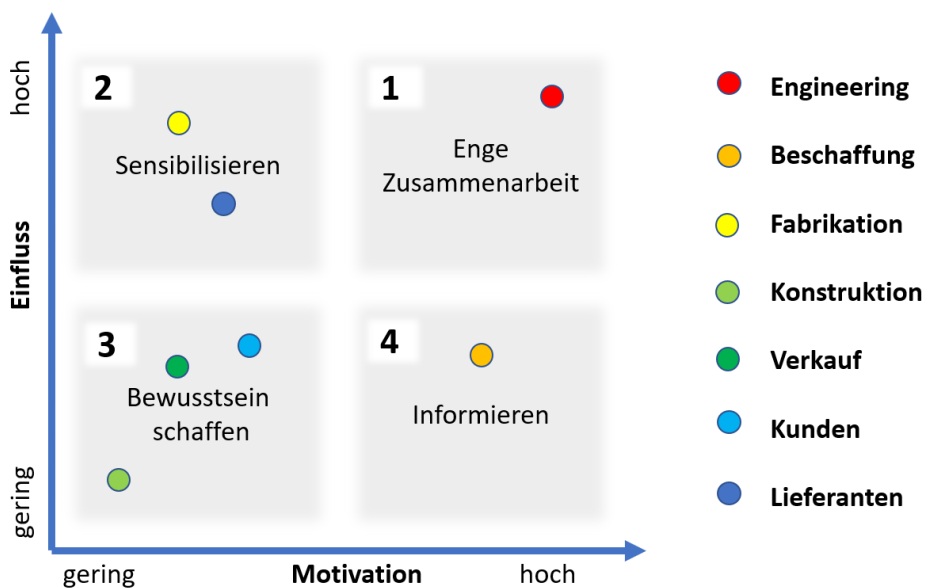 hoch
Einfluss
gering
2
Sensibilisieren
1
Enge
Zusammenarbeit
3
Bewusstsein
schaffen
4
Informieren
gering
Motivation
hoch
Engineering
Beschaffung
Fabrikation
Konstruktion
Verkauf
Kunden
Lieferanten